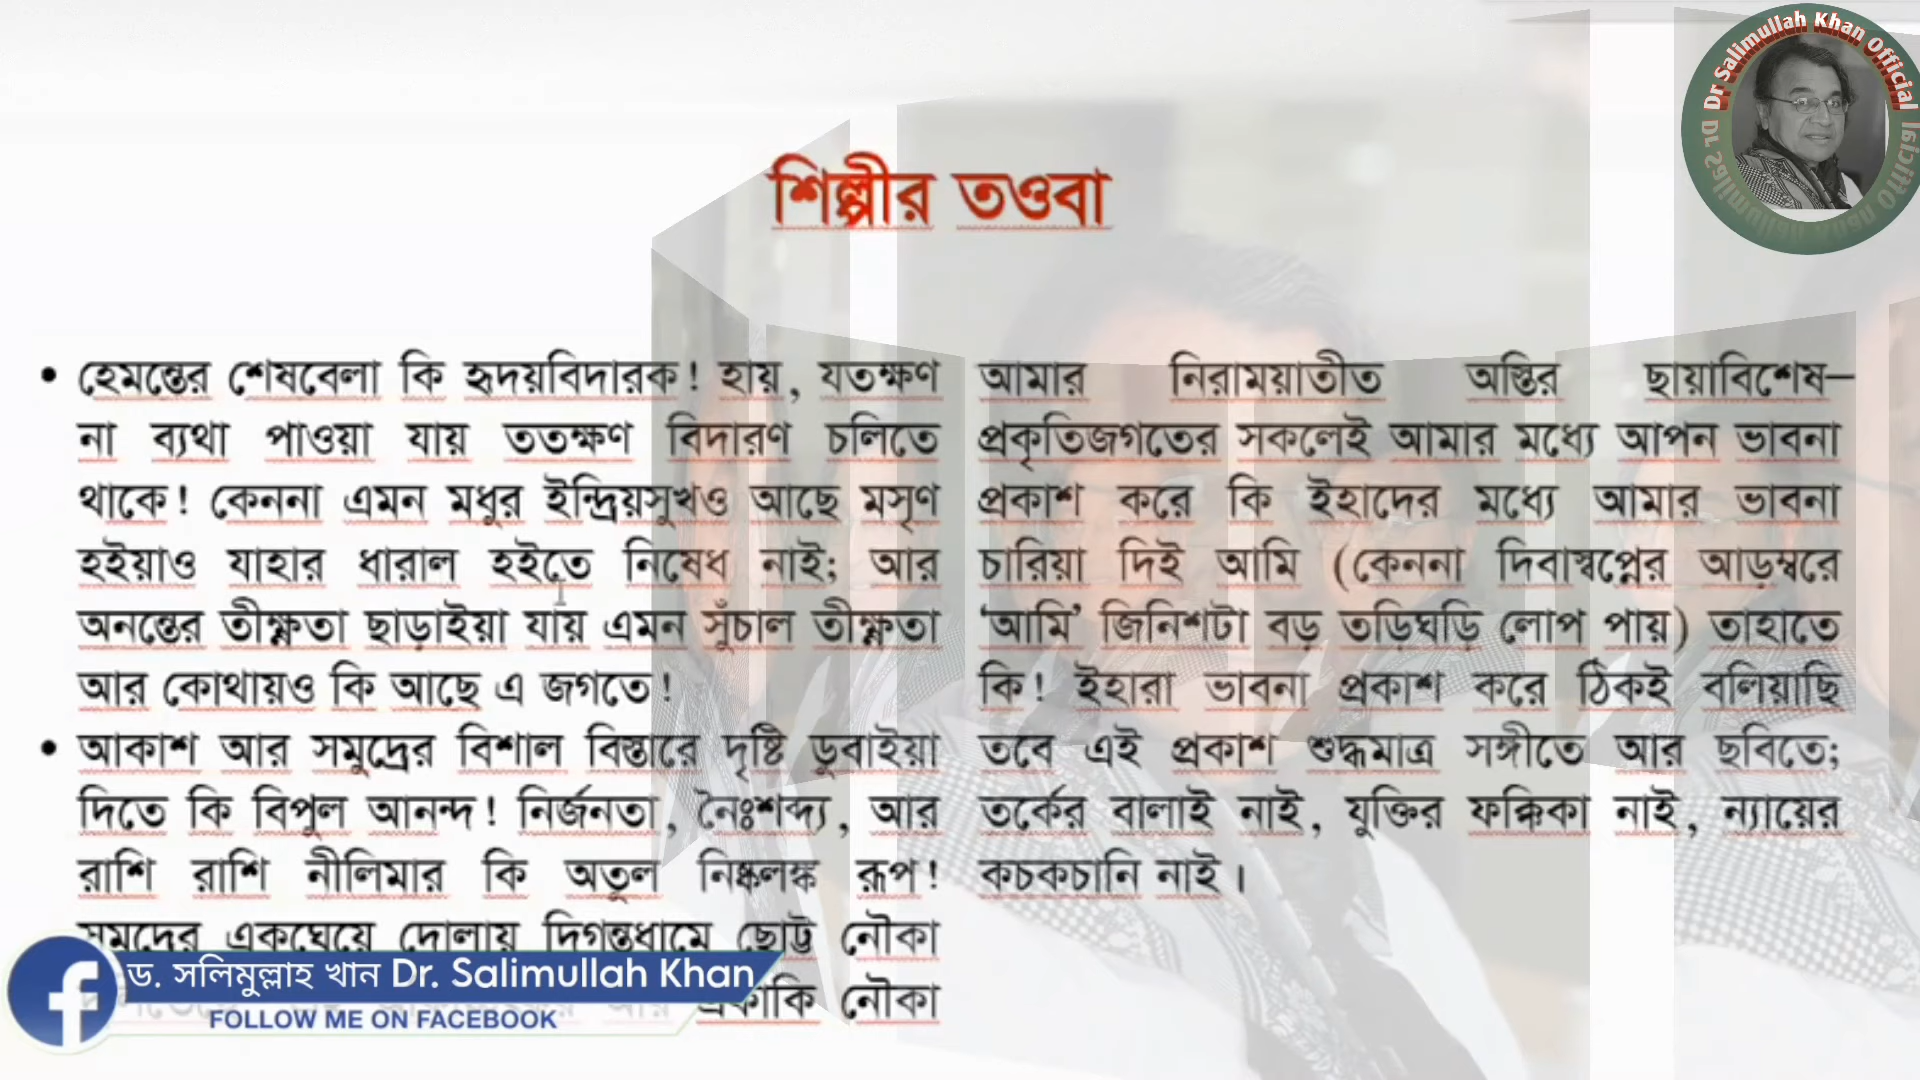 Dr Salimullah Khan Official
শিল্পীর তওবা
• হেমন্তের শেষবেলা কি হৃদয়বিদারক! হায়, যতক্ষণ
না ব্যথা পাওয়া যায় ততক্ষণ বিদারণ চলিতে
থাকে! কেননা এমন মধুর ইন্দ্রিয়সুখও আছে মসৃণ
হইয়াও যাহার ধারাল হইতে নিষেধ নাই; আর
অনন্তের তীক্ষ্ণতা ছাড়াইয়া যায় এমন সুঁচাল তীক্ষ্ণতা
আর কোথায়ও কি আছে এ জগতে!
• আকাশ আর সমুদ্রের বিশাল বিস্তারে দৃষ্টি ডুবাইয়া
দিতে কি বিপুল আনন্দ! নির্জনতা, নৈঃশব্দ্য, আর
রাশি রাশি নীলিমার কি অতুল নিষ্কলঙ্ক রূপ!
সমুদ্রের একঘেয়ে দোলায় দিগন্তধামে ছোট্ট নৌকা
একাকি নৌকা
আমার নিরাময়াতীত অস্তির ছায়াবিশেষ–
প্রকৃতিজগতের সকলেই আমার মধ্যে আপন ভাবনা
প্রকাশ করে কি ইহাদের মধ্যে আমার ভাবনা
চারিয়া দিই আমি (কেননা দিবাস্বপ্নের আড়ম্বরে
‘আমি’ জিনিশটা বড় তড়িঘড়ি লোপ পায়) তাহাতে
কি! ইহারা ভাবনা প্রকাশ করে ঠিকই বলিয়াছি
তবে এই প্রকাশ শুদ্ধমাত্র সঙ্গীতে আর ছবিতে;
তর্কের বালাই নাই, যুক্তির ফক্কিকা নাই, ন্যায়ের
কচকচানি নাই।
ড. সলিমুল্লাহ খান Dr. Salimullah Khan
FOLLOW ME ON FACEBOOK